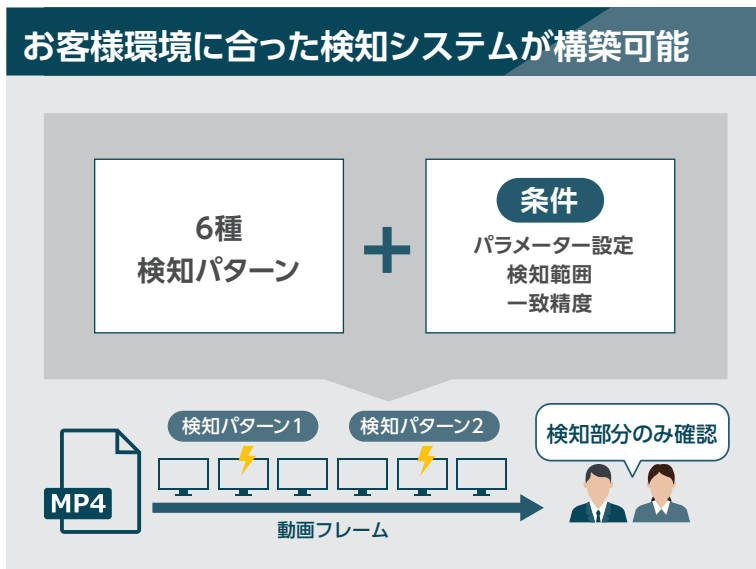 お客様環境に合った検知システムが構築可能
6種
検知パターン
+
条件
パラメーター設定
検知範囲
一致精度
検知パターン1
検知パターン2
検知部分のみ確認
MP4
動画フレーム